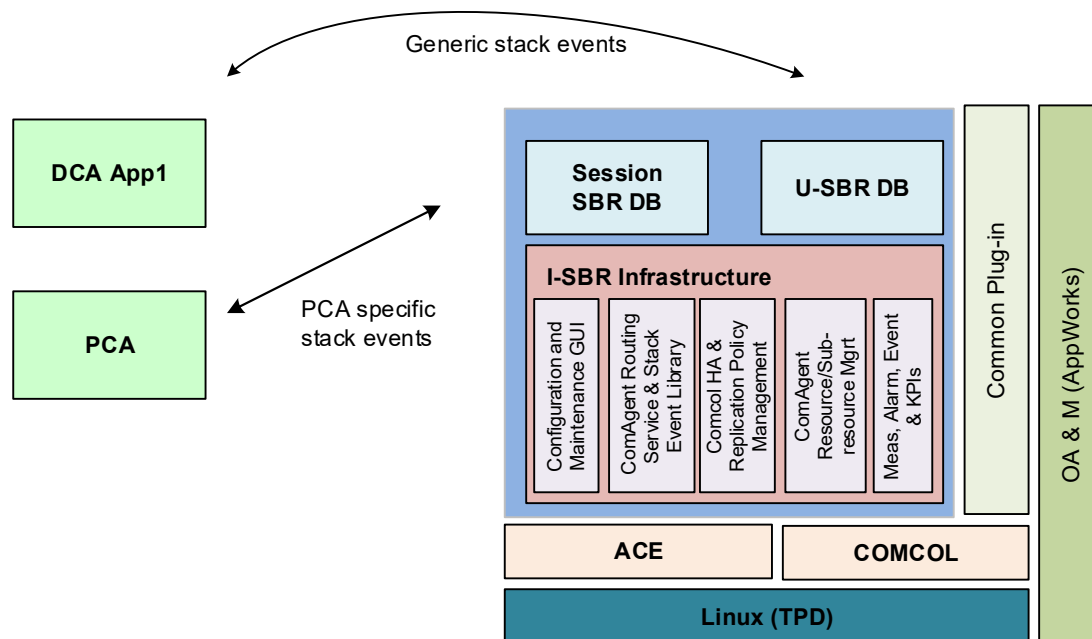 Generic stack events
DCA App1
PCA
PCA specific
stack events
Session
SBR DB
U-SBR DB
I-SBR Infrastructure
Configuration and
Maintenance GUI
ComAgent Routing
Service & Stack
Event Library
Comcol HA &
Replication Policy
Management
ComAgent
Resource/Sub-
resource Mgrt
Meas, Alarm, Event
& KPIs
Common Plug-in
OA & M (AppWorks)
ACE
COMCOL
Linux (TPD)